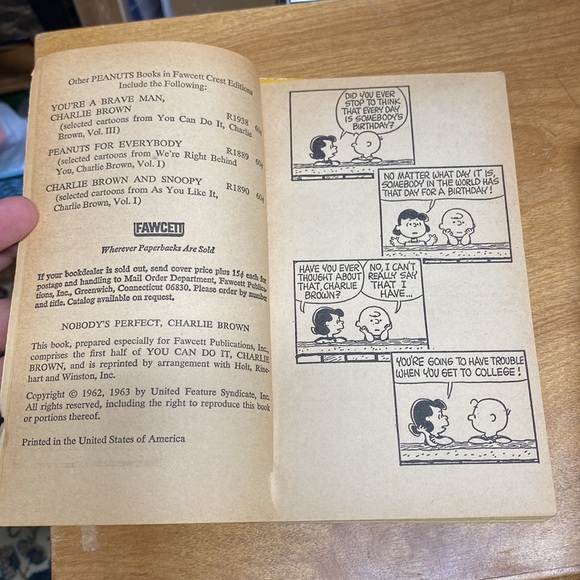 Other PEANUTS Books in Fawcett Crest Editions
Include the Following:
YOU'RE A BRAVE MAN,
CHARLIE BROWN R1938 60¢
(selected cartoons from You Can Do It, Charlie
Brown, Vol. III)
PEANUTS FOR EVERYBODY R1889 60¢
(selected cartoons from We're Right Behind
You, Charlie Brown, Vol. I)
CHARLIE BROWN AND SNOOPY R1890 60¢
(selected cartoons from As You Like It,
Charlie Brown, Vol. I)
FAWCETT
Wherever Paperbacks Are Sold
If your bookdealer is sold out, send cover price plus 15¢ each for
postage and handling to Mail Order Department, Fawcett Publica-
tions, Inc., Greenwich, Connecticut 06830. Please order by number
and title. Catalog available on request.
NOBODY'S PERFECT, CHARLIE BROWN
This book, prepared especially for Fawcett Publications, Inc.,
comprises the first half of YOU CAN DO IT, CHARLIE
BROWN, and is reprinted by arrangement with Holt, Rine-
hart and Winston, Inc.
Copyright © 1962, 1963 by United Feature Syndicate, Inc.
All rights reserved, including the right to reproduce this book
or portions thereof.
Printed in the United States of America
DID YOU EVER
STOP TO THINK
THAT EVERY DAY
IS SOMEBODY'S
BIRTHDAY?
NO MATTER WHAT DAY IT IS,
SOMEBODY IN THE WORLD HAS
THAT DAY FOR A BIRTHDAY!
HAVE YOU EVER
THOUGHT ABOUT
THAT, CHARLIE
BROWN?
NO, I CAN'T
REALLY SAY
THAT I
HAVE...
YOU'RE GOING TO HAVE TROUBLE
WHEN YOU GET TO COLLEGE!